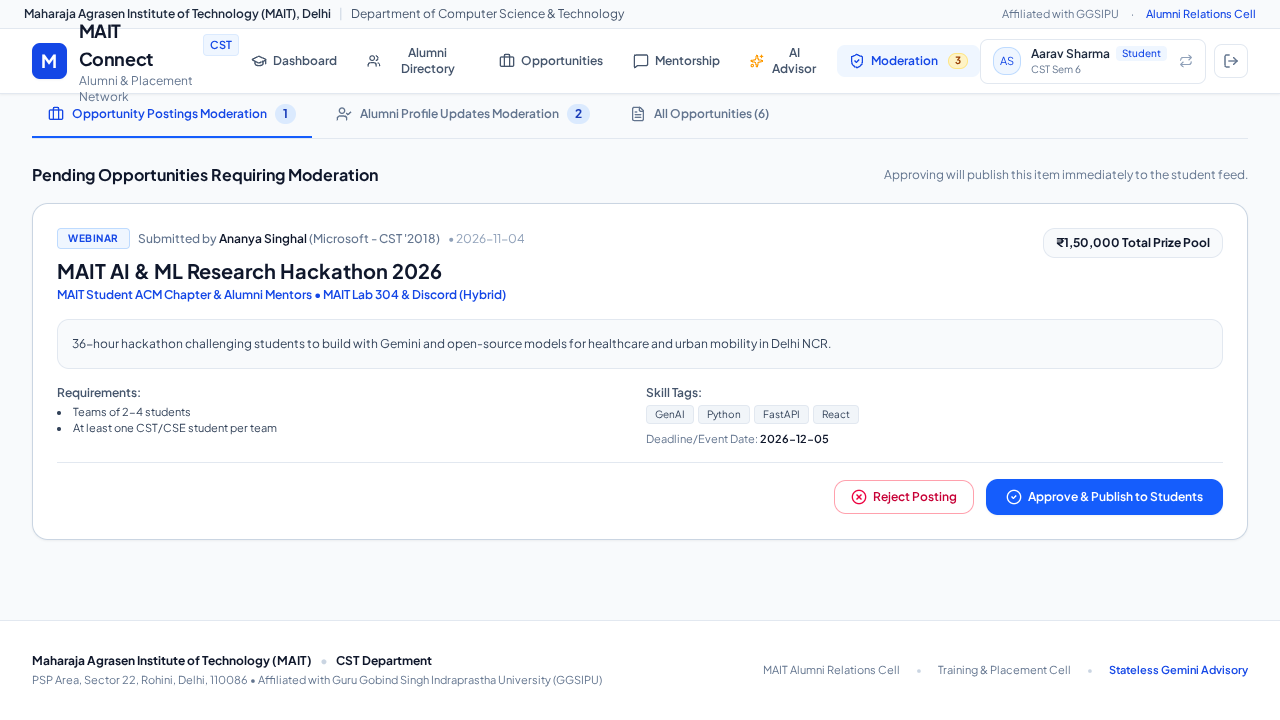 Maharaja Agrasen Institute of Technology (MAIT), Delhi | Department of Computer Science & Technology
Affiliated with GGSIPU · Alumni Relations Cell
M
MAIT Connect
CST
Alumni & Placement Network
Dashboard
Alumni Directory
Opportunities
Mentorship
AI Advisor
Moderation 3
AS
Aarav Sharma Student
CST Sem 6
Opportunity Postings Moderation 1
Alumni Profile Updates Moderation 2
All Opportunities (6)
Pending Opportunities Requiring Moderation
Approving will publish this item immediately to the student feed.
WEBINAR Submitted by Ananya Singhal (Microsoft - CST '2018) • 2026-11-04
₹1,50,000 Total Prize Pool
MAIT AI & ML Research Hackathon 2026
MAIT Student ACM Chapter & Alumni Mentors • MAIT Lab 304 & Discord (Hybrid)
36-hour hackathon challenging students to build with Gemini and open-source models for healthcare and urban mobility in Delhi NCR.
Requirements:
• Teams of 2-4 students
• At least one CST/CSE student per team
Skill Tags:
GenAI Python FastAPI React
Deadline/Event Date: 2026-12-05
Reject Posting
Approve & Publish to Students
Maharaja Agrasen Institute of Technology (MAIT) • CST Department
PSP Area, Sector 22, Rohini, Delhi, 110086 • Affiliated with Guru Gobind Singh Indraprastha University (GGSIPU)
MAIT Alumni Relations Cell • Training & Placement Cell • Stateless Gemini Advisory